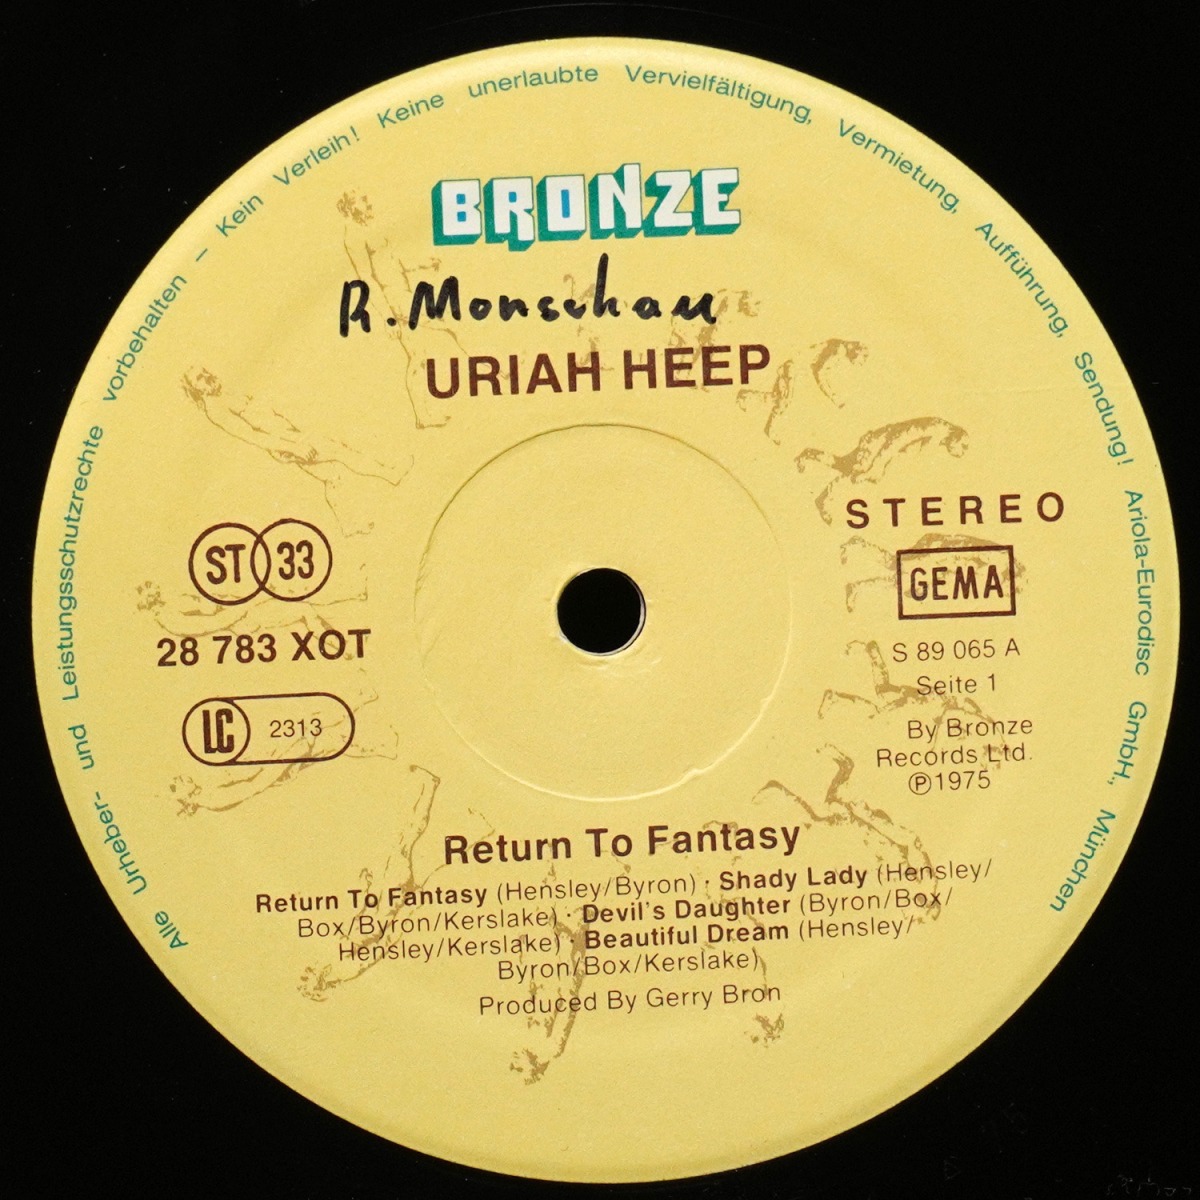 Alle Urheber- und Leistungsschutzrechte vorbehalten – Kein Verleih! Keine unerlaubte Vervielfältigung, Vermietung, Aufführung, Sendung! Ariola-Eurodisc GmbH., München
BRONZE
R. Monschau
URIAH HEEP
STEREO
GEMA
S 89 065 A
Seite 1
By Bronze
Records Ltd.
℗1975
ST 33
28 783 XOT
LC 2313
Return To Fantasy
Return To Fantasy (Hensley/Byron) · Shady Lady (Hensley/
Box/Byron/Kerslake) · Devil's Daughter (Byron/Box/
Hensley/Kerslake) · Beautiful Dream (Hensley/
Byron/Box/Kerslake)
Produced By Gerry Bron